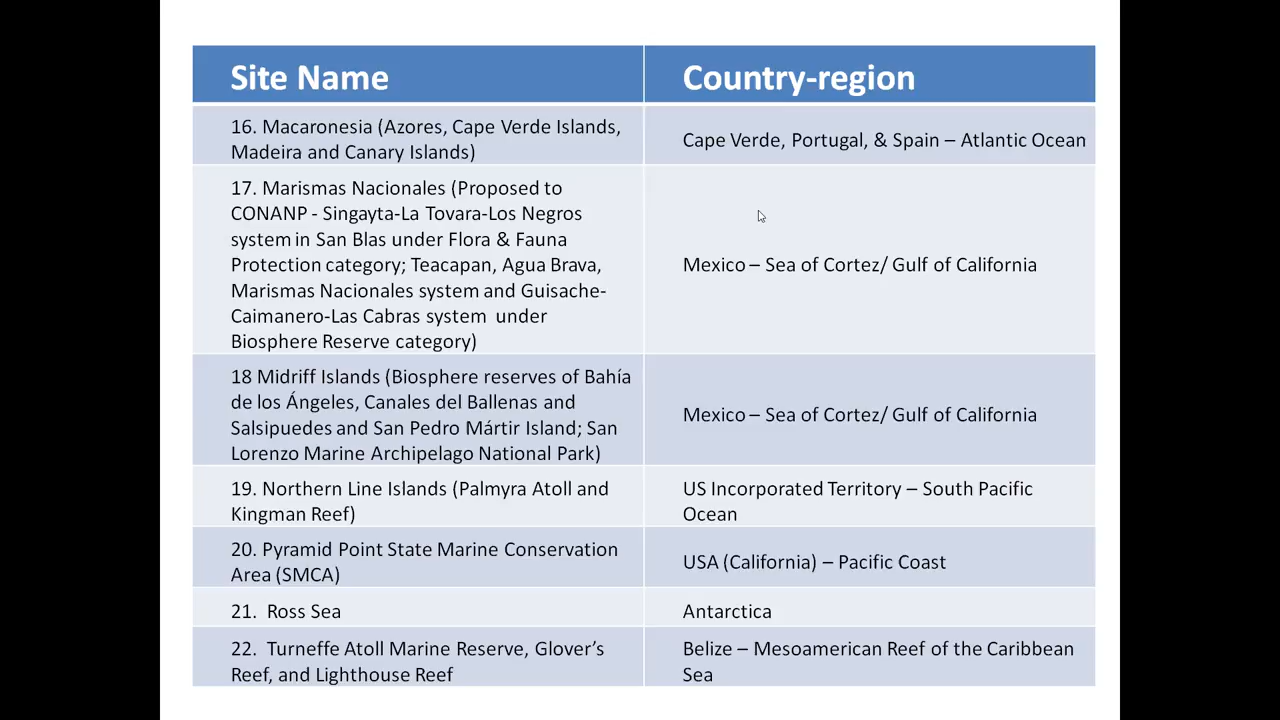 Site Name
Country-region
16. Macaronesia (Azores, Cape Verde Islands,
Madeira and Canary Islands)
Cape Verde, Portugal, & Spain – Atlantic Ocean
17. Marismas Nacionales (Proposed to
CONANP - Singayta-La Tovara-Los Negros
system in San Blas under Flora & Fauna
Protection category; Teacapan, Agua Brava,
Marismas Nacionales system and Guisache-
Caimanero-Las Cabras system  under
Biosphere Reserve category)
Mexico – Sea of Cortez/ Gulf of California
18 Midriff Islands (Biosphere reserves of Bahía
de los Ángeles, Canales del Ballenas and
Salsipuedes and San Pedro Mártir Island; San
Lorenzo Marine Archipelago National Park)
Mexico – Sea of Cortez/ Gulf of California
19. Northern Line Islands (Palmyra Atoll and
Kingman Reef)
US Incorporated Territory – South Pacific
Ocean
20. Pyramid Point State Marine Conservation
Area (SMCA)
USA (California) – Pacific Coast
21.  Ross Sea
Antarctica
22.  Turneffe Atoll Marine Reserve, Glover’s
Reef, and Lighthouse Reef
Belize – Mesoamerican Reef of the Caribbean
Sea